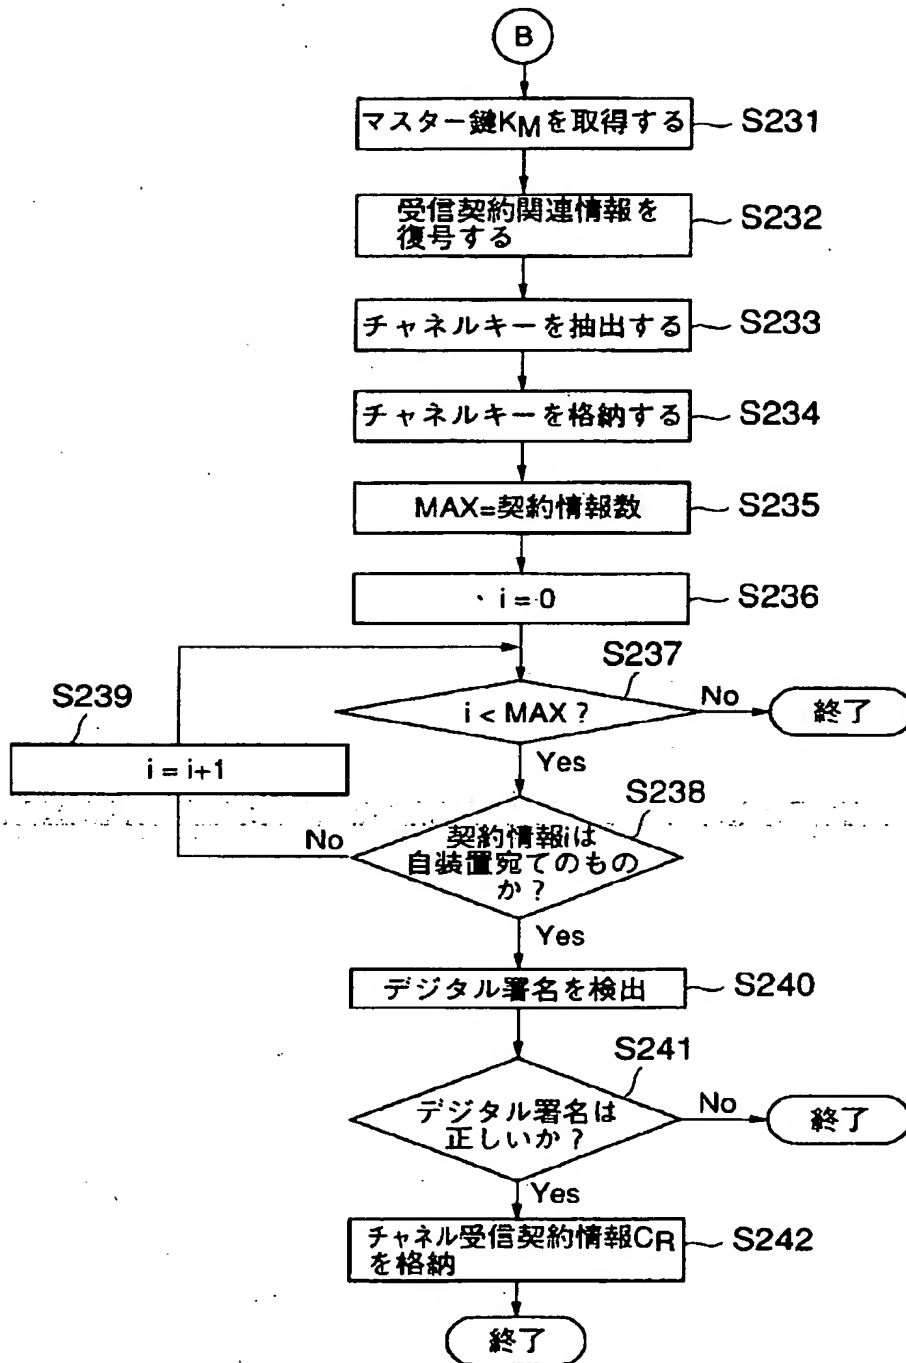 B
マスター鍵KMを取得する
S231
受信契約関連情報を
復号する
S232
チャネルキーを抽出する
S233
チャネルキーを格納する
S234
MAX=契約情報数
S235
i = 0
S236
S237
i < MAX ?
No
終了
Yes
S239
i = i+1
S238
契約情報iは
自装置宛てのもの
か?
No
Yes
デジタル署名を検出
S240
S241
デジタル署名は
正しいか?
No
終了
Yes
チャネル受信契約情報CR
を格納
S242
終了